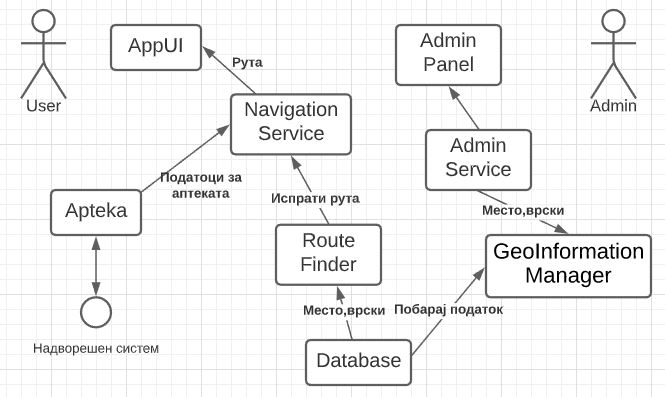 AppUI
Admin
Panel
User
Admin
Рута
Navigation
Service
Admin
Service
Податоци за
аптеката
Apteka
Испрати рута
Место,врски
Route
Finder
GeoInformation
Manager
Место,врски
Побарај податок
Надворешен систем
Database